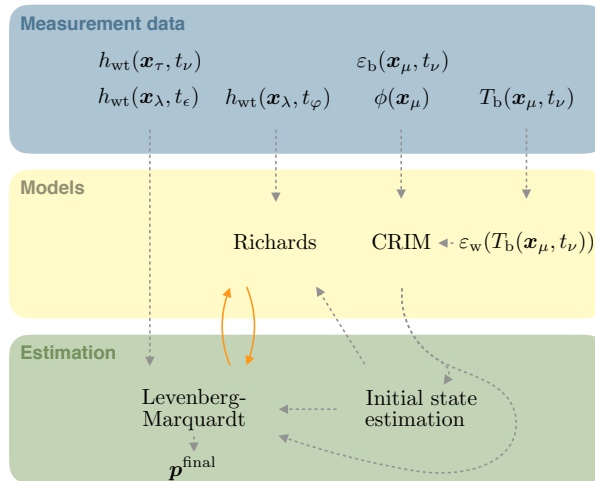 Measurement data
h_wt(x_τ, t_ν) ε_b(x_μ, t_ν)
h_wt(x_λ, t_ϵ) h_wt(x_λ, t_φ) ϕ(x_μ) T_b(x_μ, t_ν)
Models
Richards CRIM ε_w(T_b(x_μ, t_ν))
Estimation
Levenberg- Initial state
Marquardt estimation
p^final